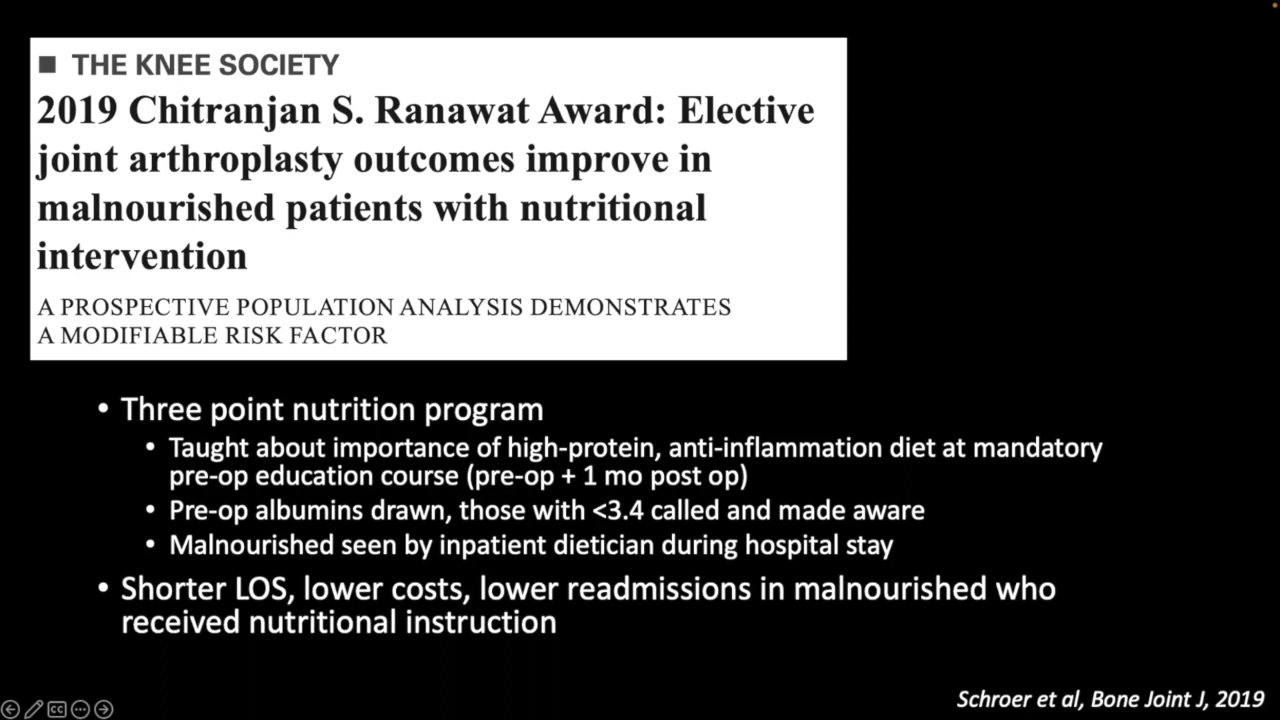 ■ THE KNEE SOCIETY
2019 Chitranjan S. Ranawat Award: Elective
joint arthroplasty outcomes improve in
malnourished patients with nutritional
intervention
A PROSPECTIVE POPULATION ANALYSIS DEMONSTRATES
A MODIFIABLE RISK FACTOR
• Three point nutrition program
• Taught about importance of high-protein, anti-inflammation diet at mandatory
pre-op education course (pre-op + 1 mo post op)
• Pre-op albumins drawn, those with <3.4 called and made aware
• Malnourished seen by inpatient dietician during hospital stay
• Shorter LOS, lower costs, lower readmissions in malnourished who
received nutritional instruction
Schroer et al, Bone Joint J, 2019
CC